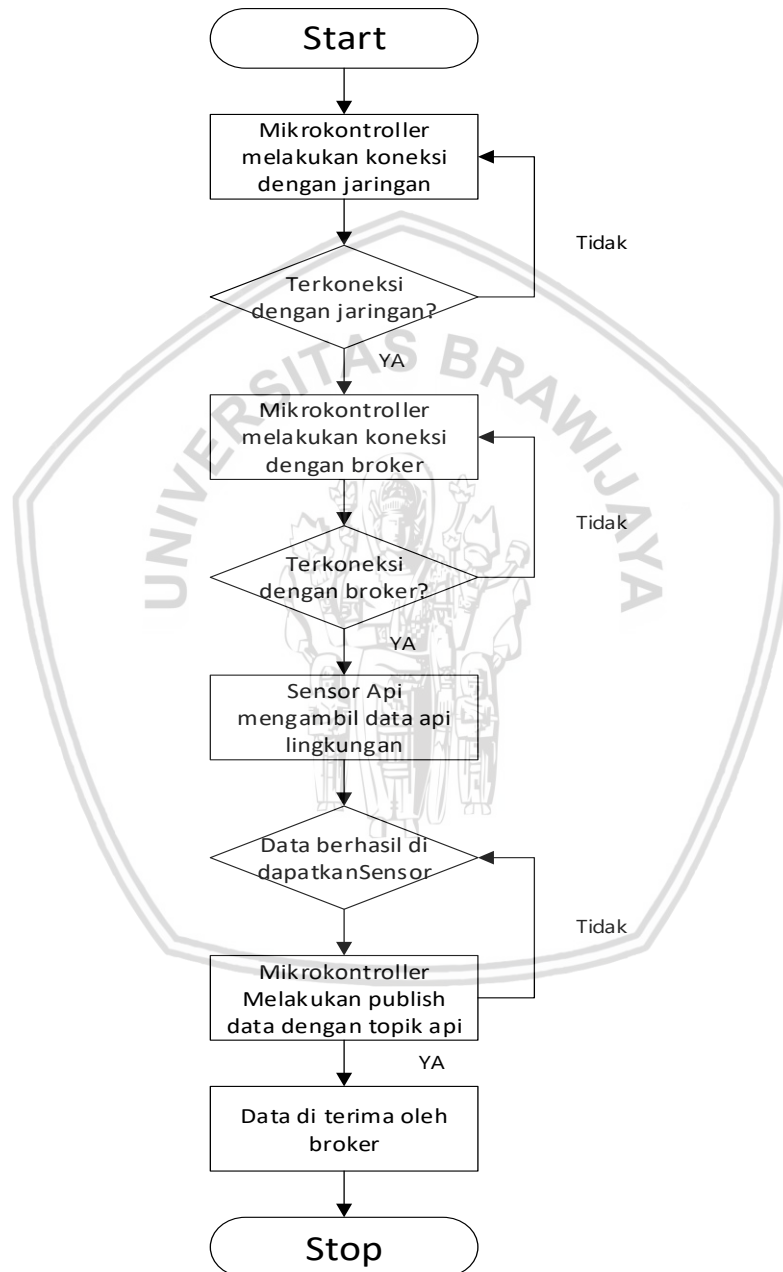 Start
Mikrokontroller
melakukan koneksi
dengan jaringan
Tidak
Terkoneksi
dengan jaringan?
YA
UNIVERSITAS BRAWIJAYA
Mikrokontroller
melakukan koneksi
dengan broker
Tidak
Terkoneksi
dengan broker?
YA
Sensor Api
mengambil data api
lingkungan
Data berhasil di
dapatkanSensor
Tidak
Mikrokontroller
Melakukan publish
data dengan topik api
YA
Data di terima oleh
broker
Stop